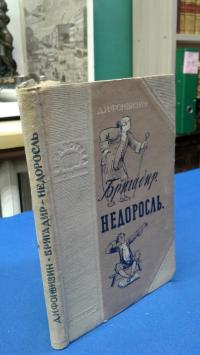 Д.И.ФОНВИЗИН
Бригадир.
НЕДОРОСЛЬ.
Д.И.ФОНВИЗИН • БРИГАДИР • НЕДОРОСЛЬ